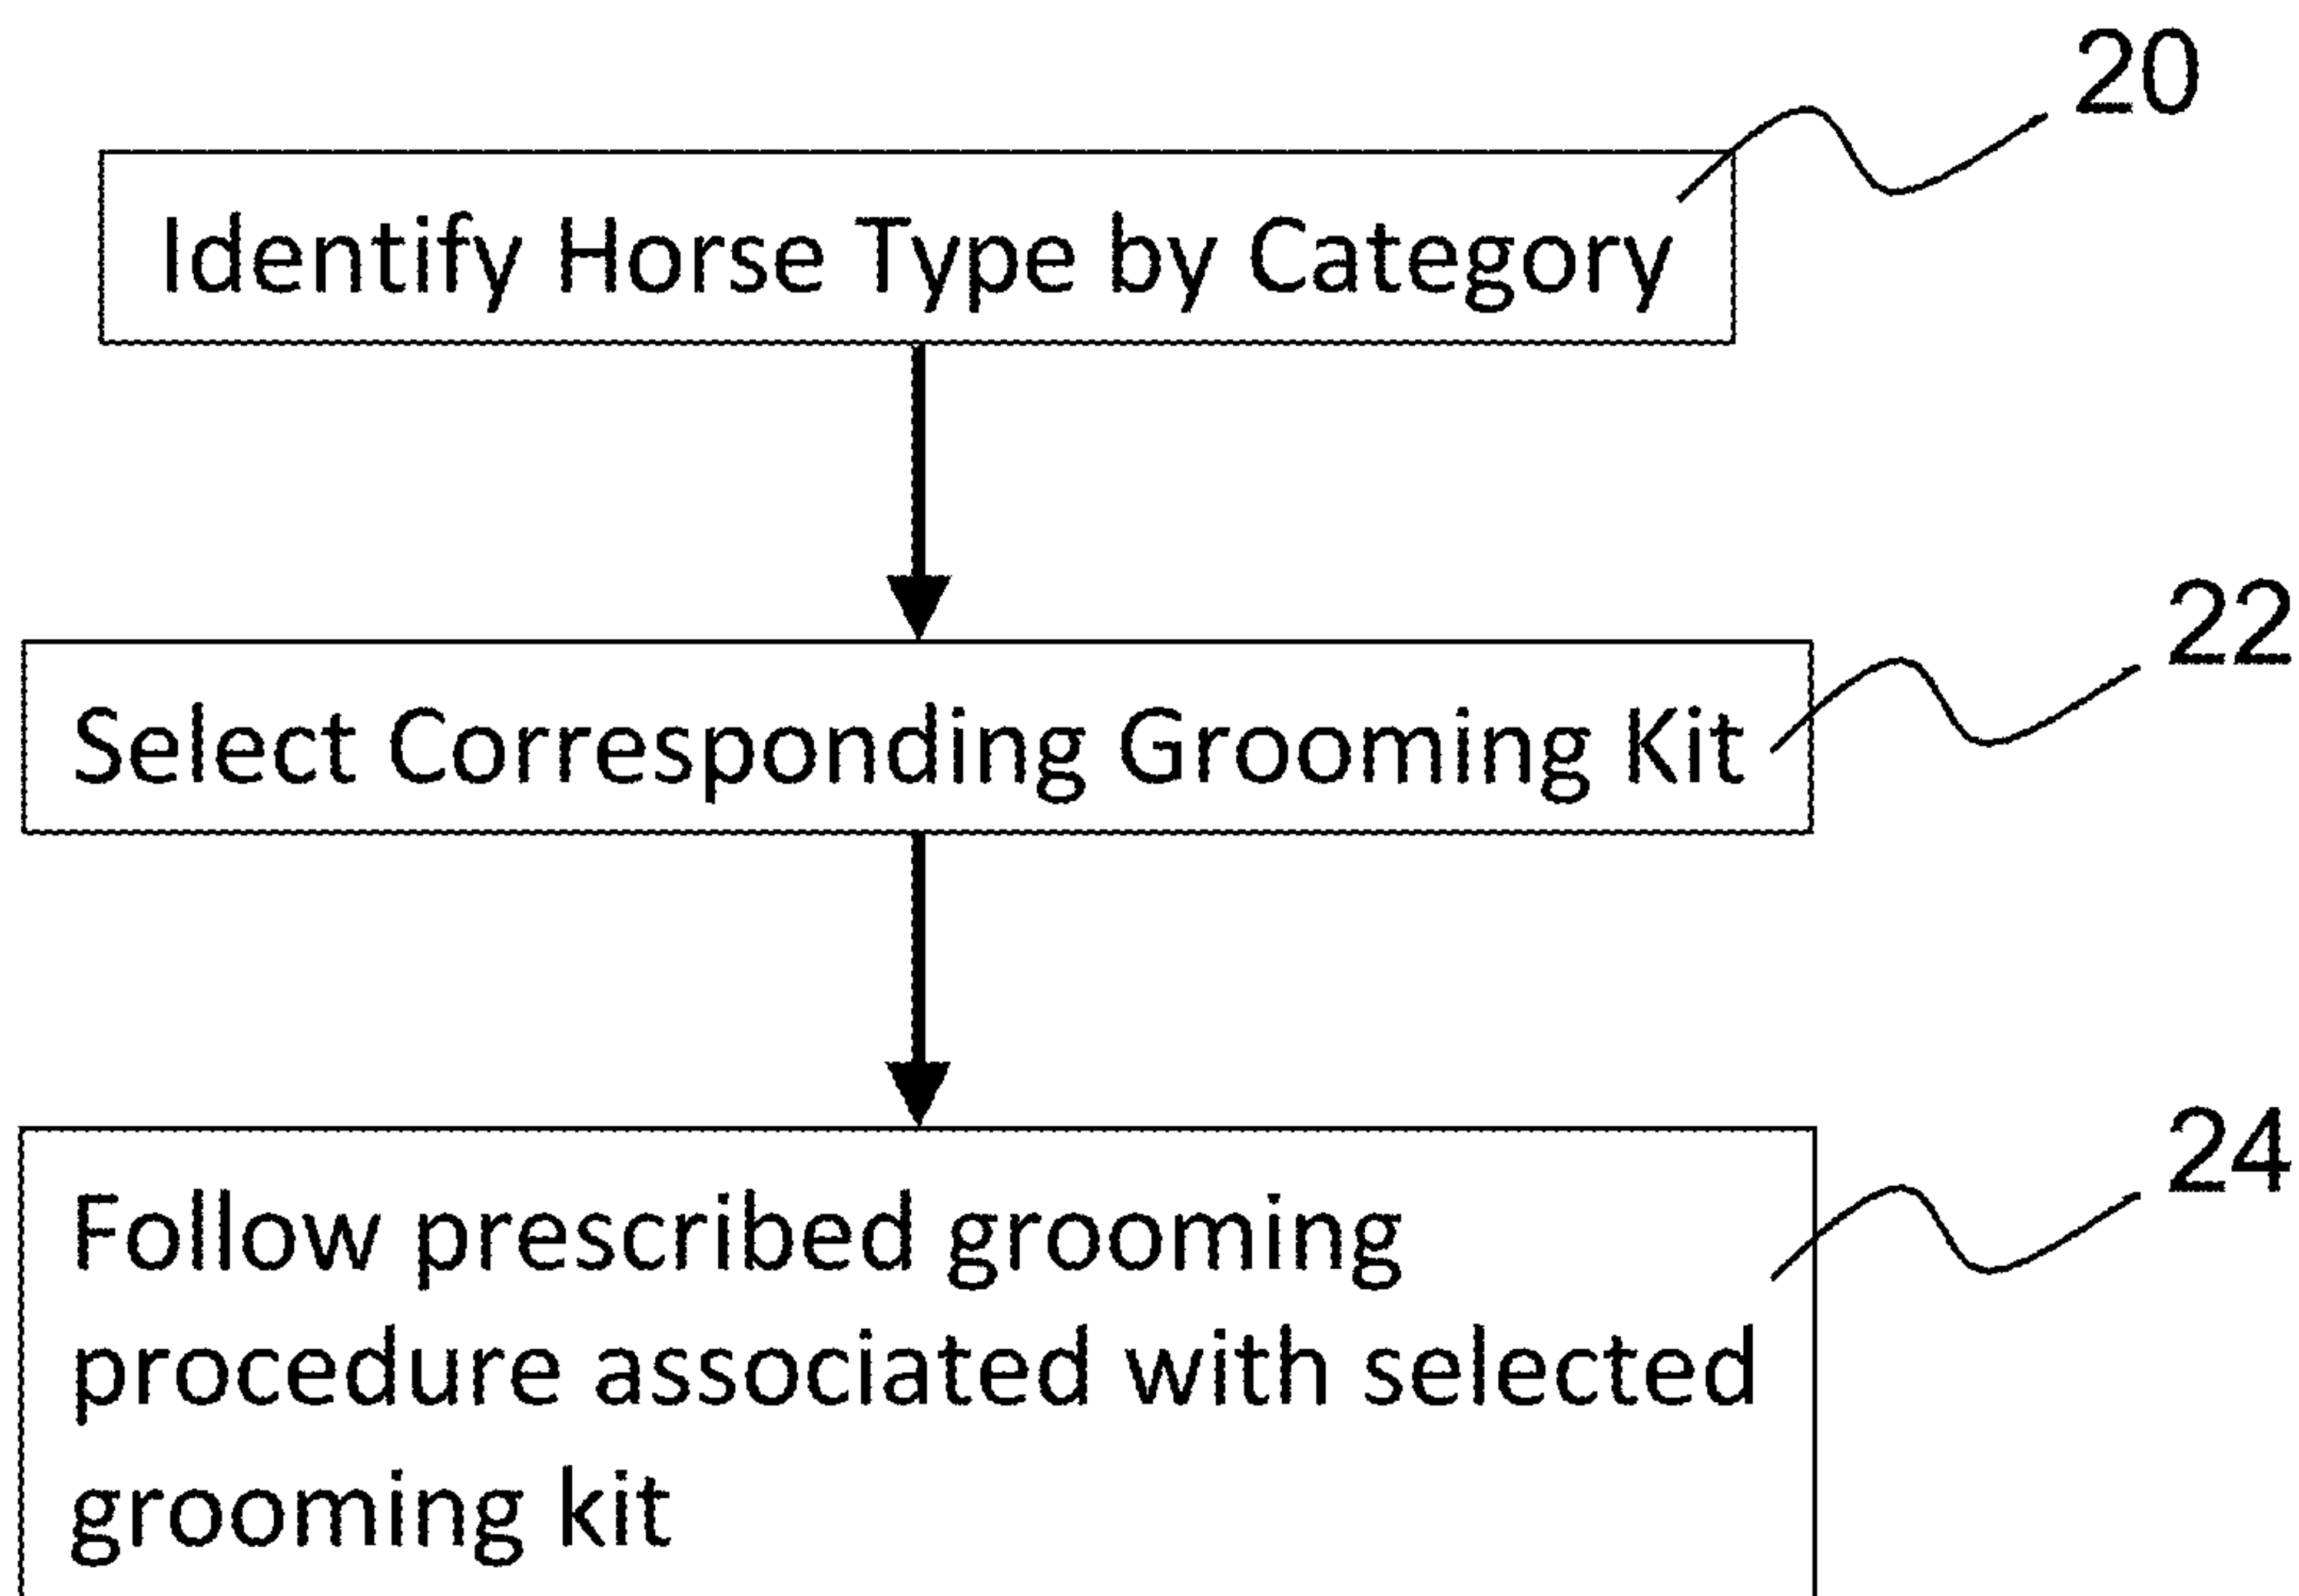 20
Identify Horse Type by Category
22
Select Corresponding Grooming Kit
24
Follow prescribed grooming
procedure associated with selected
grooming kit